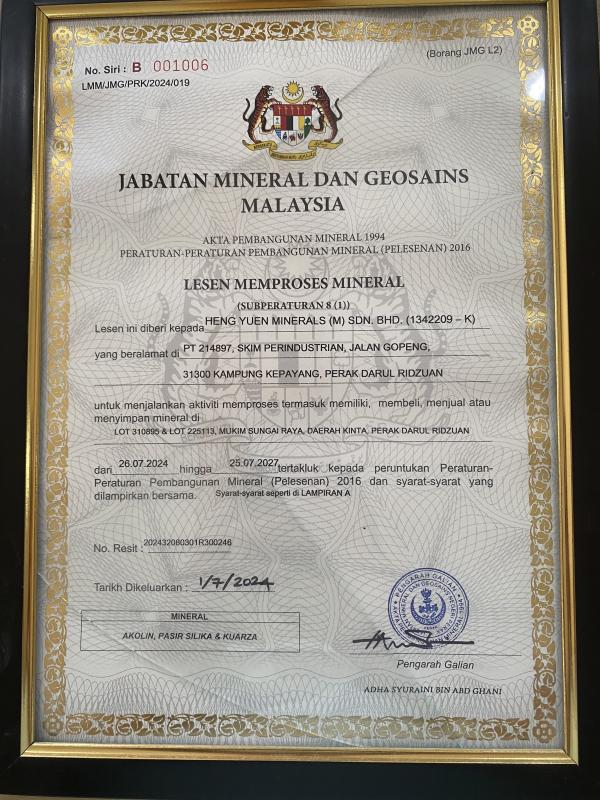 No. Siri : B 001006
(Borang JMG L2)
LMM/JMG/PRK/2024/019
JABATAN MINERAL DAN GEOSAINS
MALAYSIA
AKTA PEMBANGUNAN MINERAL 1994
PERATURAN-PERATURAN PEMBANGUNAN MINERAL (PELESENAN) 2016
LESEN MEMPROSES MINERAL
(SUBPERATURAN 8 (1))
Lesen ini diberi kepada HENG YUEN MINERALS (M) SDN. BHD. (1342209 – K)
yang beralamat di PT 214897, SKIM PERINDUSTRIAN, JALAN GOPENG,
31300 KAMPUNG KEPAYANG, PERAK DARUL RIDZUAN
untuk menjalankan aktiviti memproses termasuk memiliki, membeli, menjual atau
menyimpan mineral di
LOT 310895 & LOT 225113, MUKIM SUNGAI RAYA, DAERAH KINTA, PERAK DARUL RIDZUAN
dari 26.07.2024 hingga 25.07.2027 tertakluk kepada peruntukan Peraturan-
Peraturan Pembangunan Mineral (Pelesenan) 2016 dan syarat-syarat yang
dilampirkan bersama. Syarat-syarat seperti di LAMPIRAN A
No. Resit : 202432080301R300246
Tarikh Dikeluarkan : 1/7/2024
MINERAL
AKOLIN, PASIR SILIKA & KUARZA
PENGARAH GALIAN
Pengarah Galian
ADHA SYURAINI BIN ABD GHANI